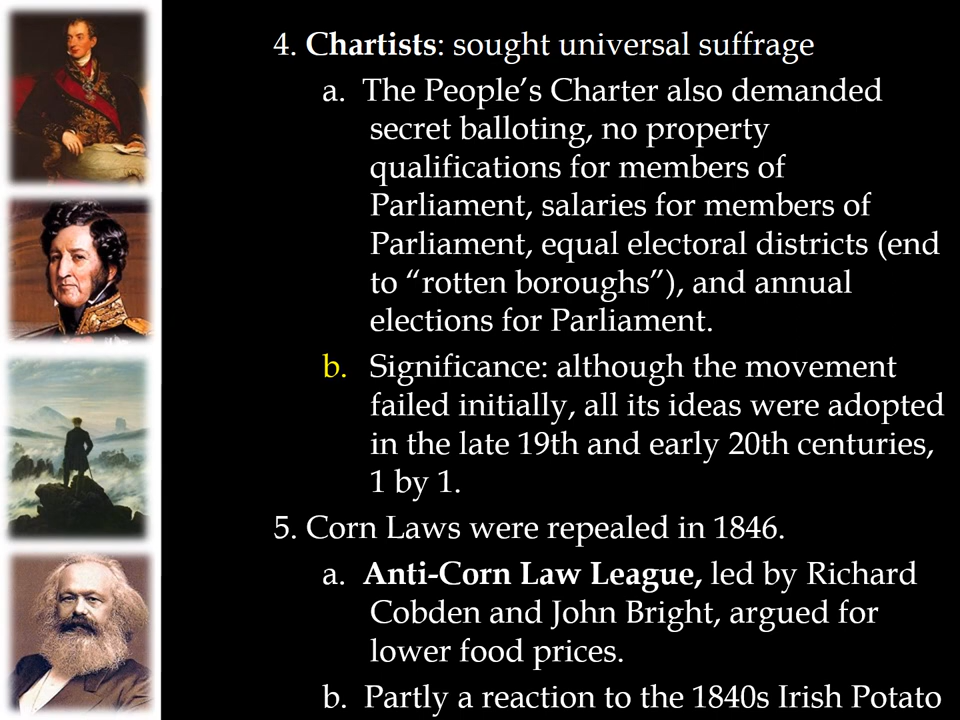 4. Chartists: sought universal suffrage
a. The People’s Charter also demanded
secret balloting, no property
qualifications for members of
Parliament, salaries for members of
Parliament, equal electoral districts (end
to “rotten boroughs”), and annual
elections for Parliament.
b. Significance: although the movement
failed initially, all its ideas were adopted
in the late 19th and early 20th centuries,
1 by 1.
5. Corn Laws were repealed in 1846.
a. Anti-Corn Law League, led by Richard
Cobden and John Bright, argued for
lower food prices.
b. Partly a reaction to the 1840s Irish Potato